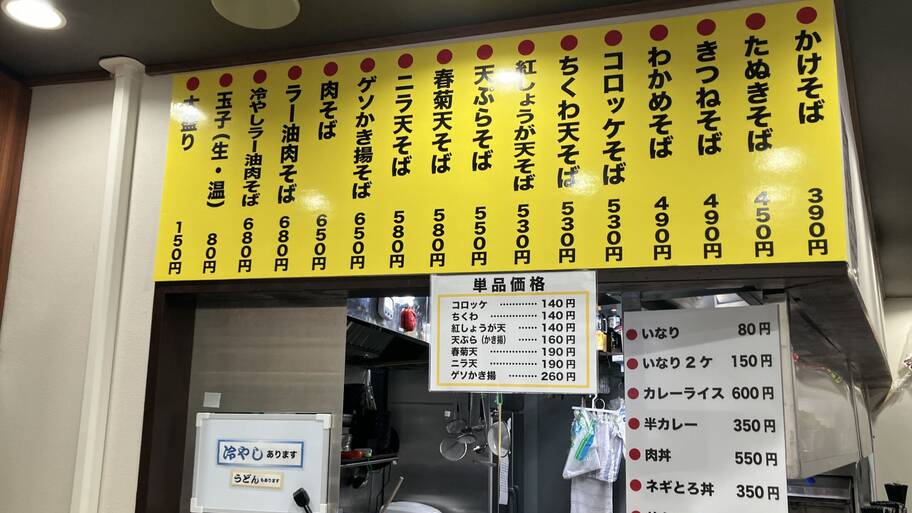 かけそば 390円
たぬきそば 450円
きつねそば 490円
わかめそば 490円
コロッケそば 530円
ちくわ天そば 530円
紅しょうが天そば 530円
天ぷらそば 550円
春菊天そば 580円
ニラ天そば 580円
ゲソかき揚そば 650円
肉そば 650円
ラー油肉そば 680円
冷やしラー油肉そば 680円
玉子(生・温) 80円
大盛り 150円
単品価格
コロッケ ………… 140円
ちくわ ………… 140円
紅しょうが天 ……… 140円
天ぷら(かき揚) …… 160円
春菊天 ………… 190円
ニラ天 ………… 190円
ゲソかき揚 ……… 260円
いなり 80円
いなり2ケ 150円
カレーライス 600円
半カレー 350円
肉丼 550円
ネギとろ丼 350円
冷やしあります
うどんもあります